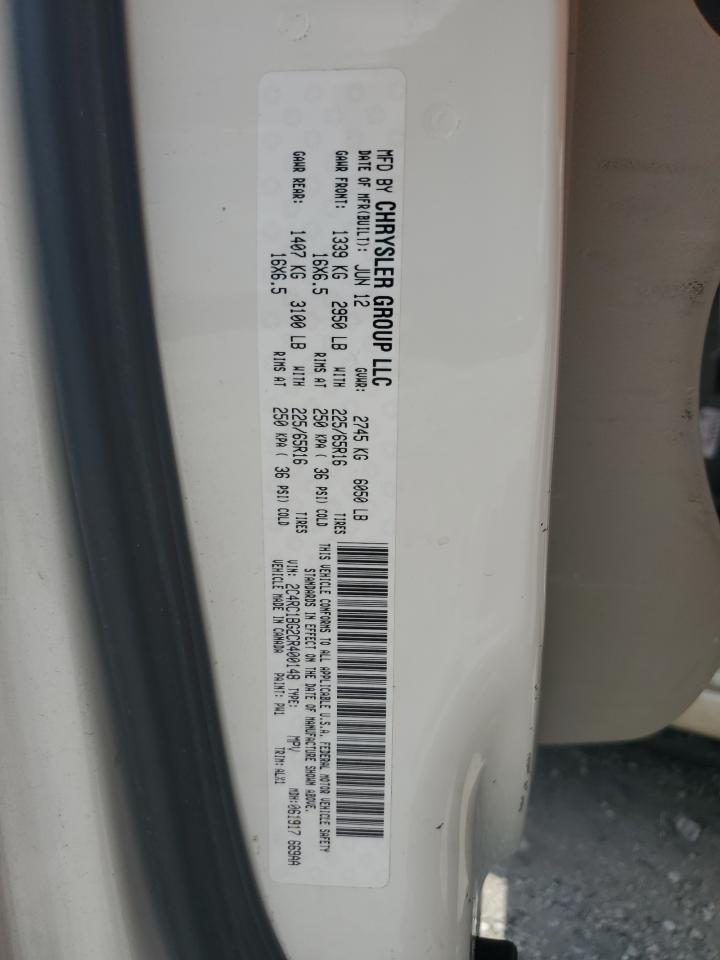 MFD BY CHRYSLER GROUP LLC
DATE OF MFR(BUILT): JUN 12 GVWR: 2745 KG 6050 LB
GAWR FRONT: 1339 KG 2950 LB WITH 225/65R16 TIRES
16X6.5 RIMS AT 250 KPA ( 36 PSI) COLD
GAWR REAR: 1407 KG 3100 LB WITH 225/65R16 TIRES
16X6.5 RIMS AT 250 KPA ( 36 PSI) COLD
THIS VEHICLE CONFORMS TO ALL APPLICABLE U.S.A. FEDERAL MOTOR VEHICLE SAFETY
STANDARDS IN EFFECT ON THE DATE OF MANUFACTURE SHOWN ABOVE.
VIN: 2C4RC1BG2CR400148 TYPE: MPV MDH:061917 669AA
VEHICLE MADE IN CANADA PAINT: PW1 TRIM:ALX1